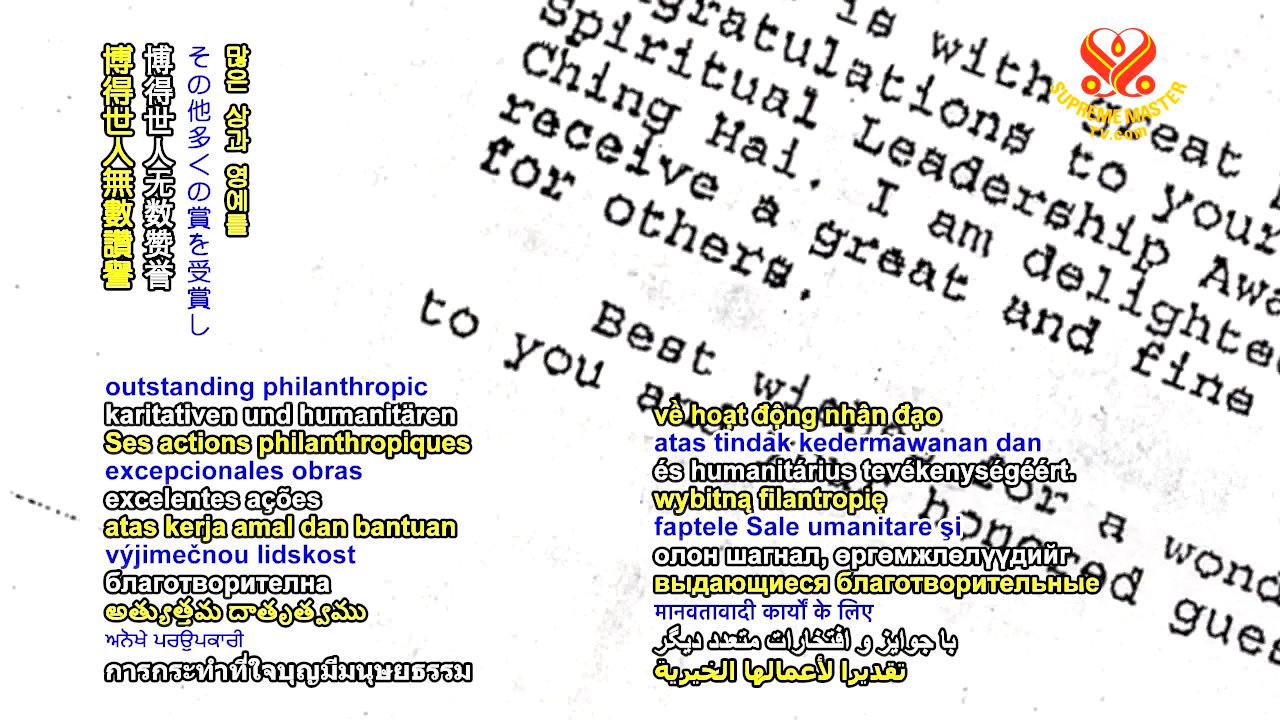 is with great
gratulations to your
Spiritual Leadership
Ching Hai. I am delighted
receive a great and fine
for others.
Best
to you and
for a
honored
SUPREME MASTER
TV.com
많은 상과 명예를
その他多くの賞を受賞し
博得世人无数赞誉
博得世人無數讚譽
outstanding philanthropic
karitativen und humanitären
Ses actions philanthropiques
excepcionales obras
excelentes ações
atas kerja amal dan bantuan
výjimečnou lidskost
благотворителна
అత్యుత్తమ దాతృత్వము
ਅਨੋਖੇ ਪਰਉਪਕਾਰੀ
การกระทำที่ใจบุญมีมนุษยธรรม
về hoạt động nhân đạo
atas tindak kedermawanan dan
és humanitárius tevékenységéért.
wybitną filantropię
faptele Sale umanitare şi
олон шагнал, өргөмжлөлүүдийг
выдающиеся благотворительные
मानवतावादी कार्यों के लिए
با جوایز و افتخارات متعدد دیگر
تقديرا لأعمالها الخيرية